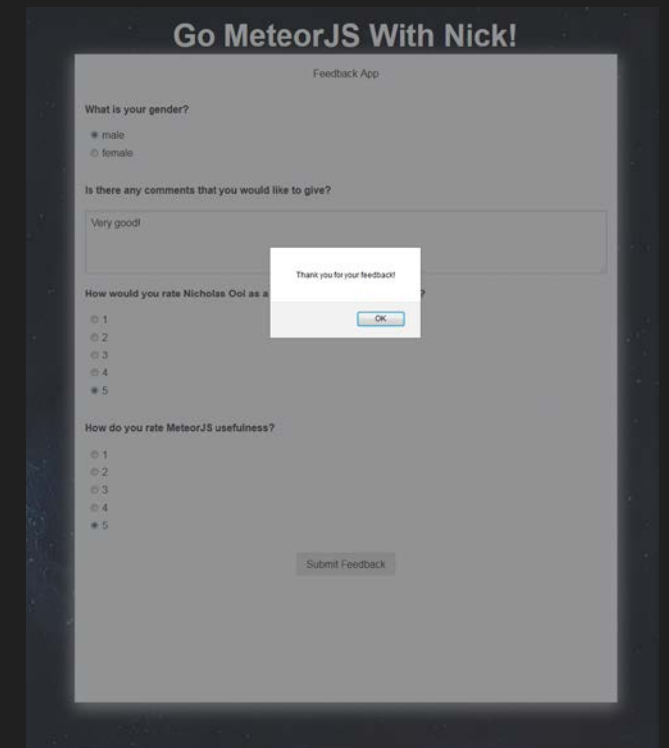 Go MeteorJS With Nick!
Feedback App
What is your gender?
male
female
Is there any comments that you would like to give?
Very good!
Thank you for your feedback!
OK
How would you rate Nicholas Ooi as a
?
1
2
3
4
5
How do you rate MeteorJS usefulness?
1
2
3
4
5
Submit Feedback